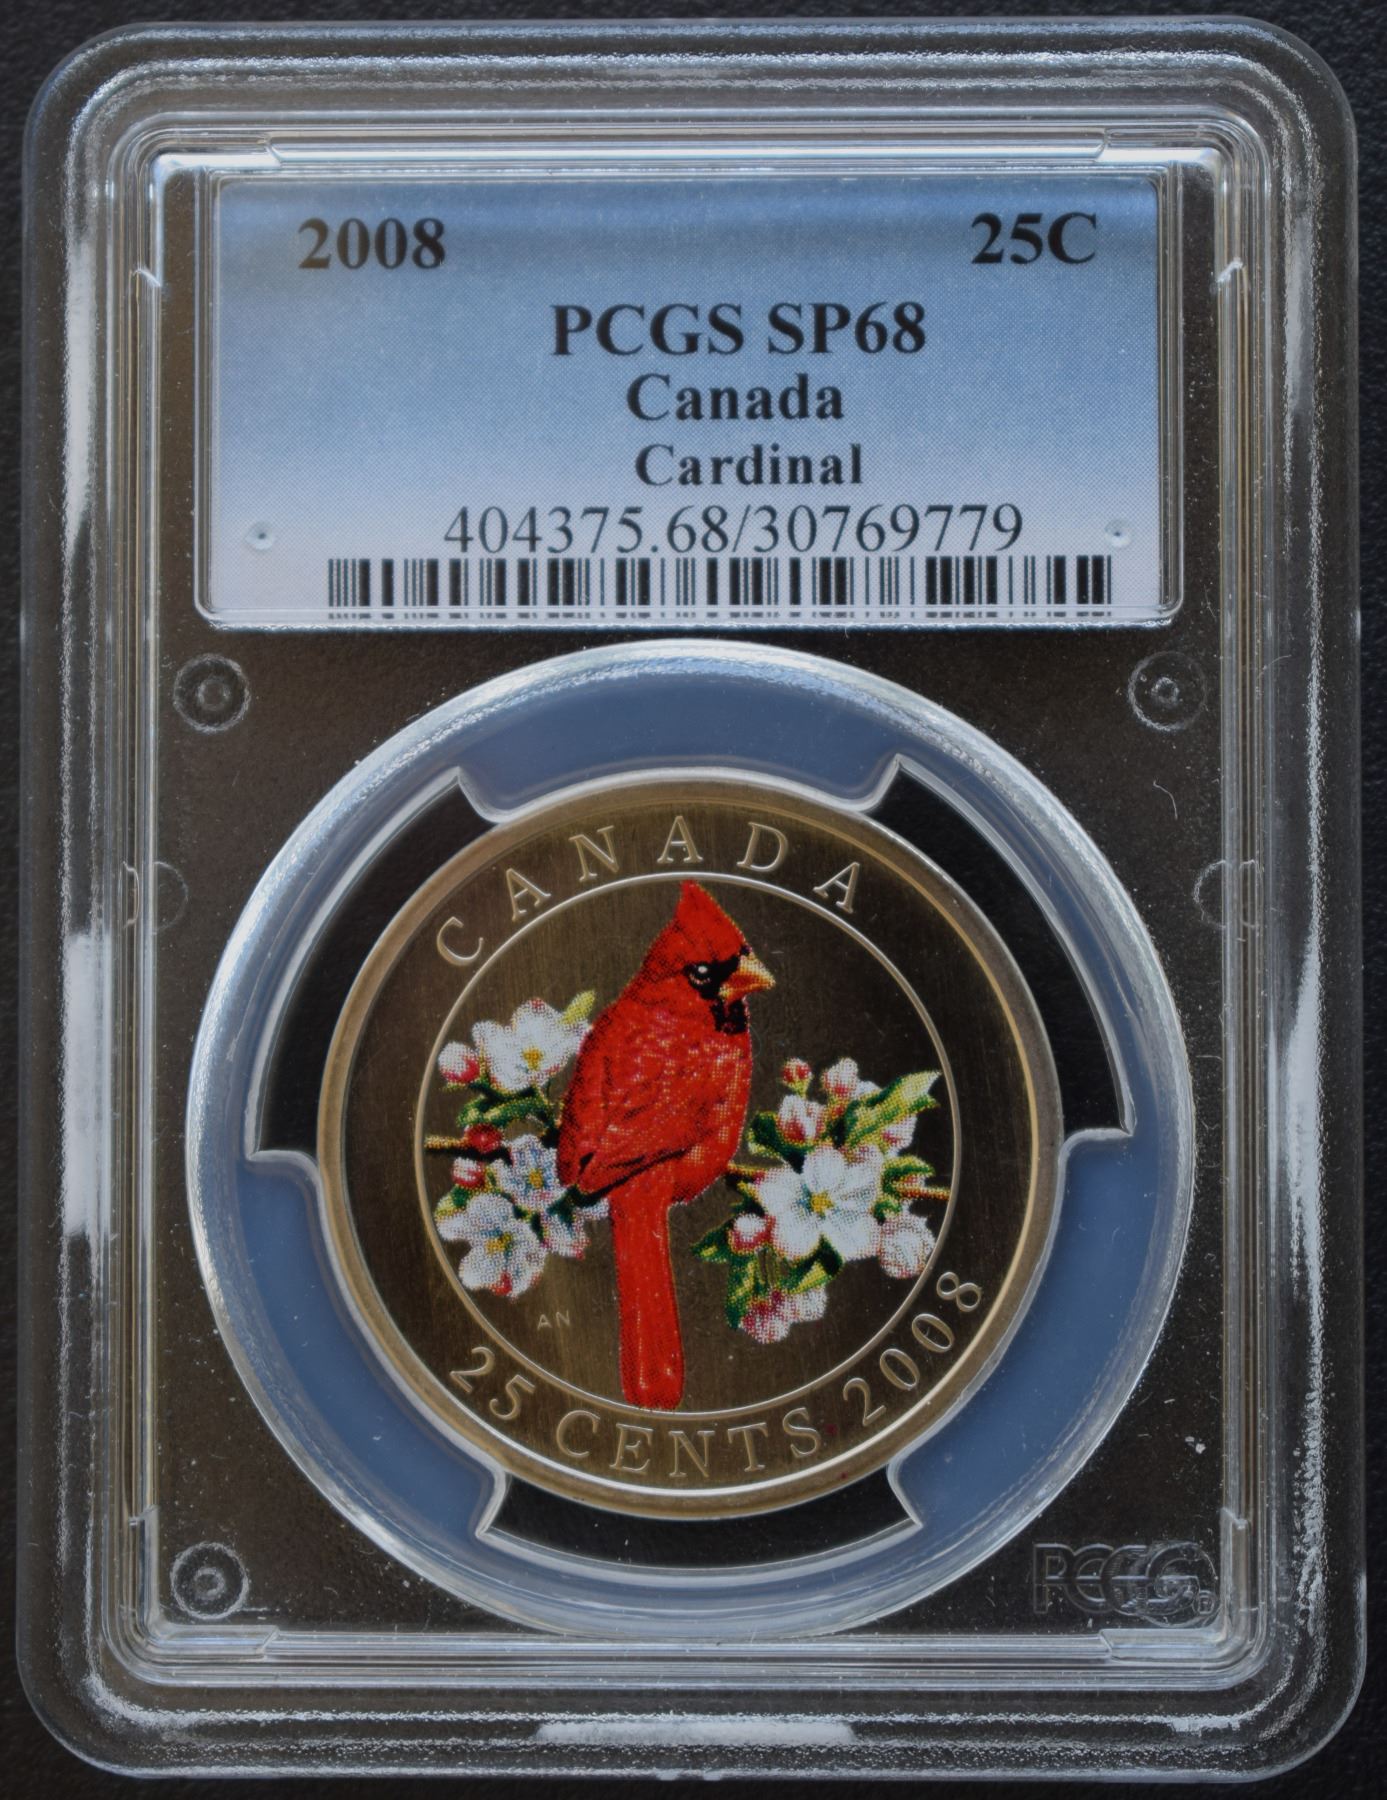 2008 25C
PCGS SP68
Canada
Cardinal
404375.68/30769779
CANADA
AN
25 CENTS 2008
PCGS